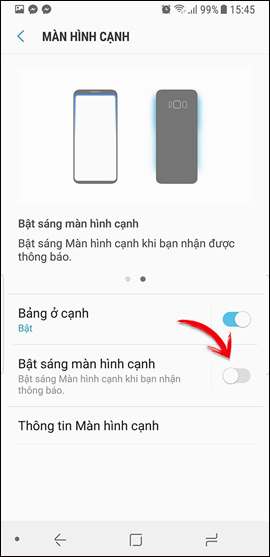 99% 15:45
MÀN HÌNH CẠNH
Bật sáng màn hình cạnh
Bật sáng Màn hình cạnh khi bạn nhận được
thông báo.
Bảng ở cạnh
Bật
Bật sáng màn hình cạnh
Bật sáng Màn hình cạnh khi bạn nhận
thông báo.
Thông tin Màn hình cạnh